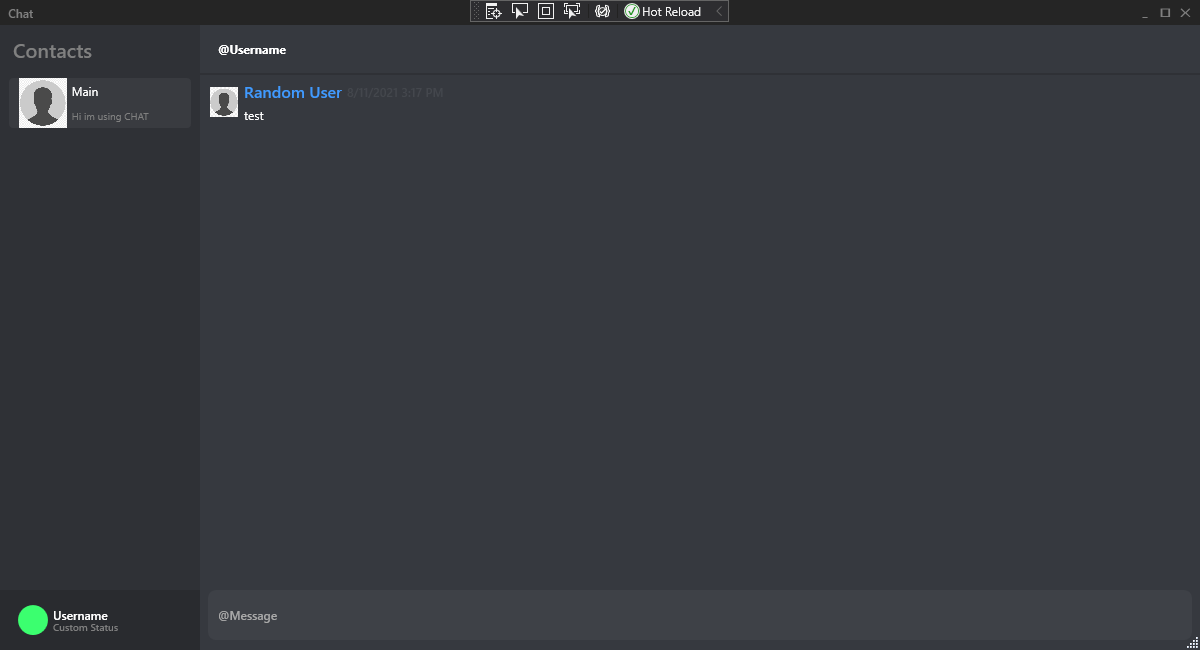 Chat
Hot Reload
Contacts
@Username
Main
Hi im using CHAT
Random User 8/11/2021 3:17 PM
test
@Message
Username
Custom Status